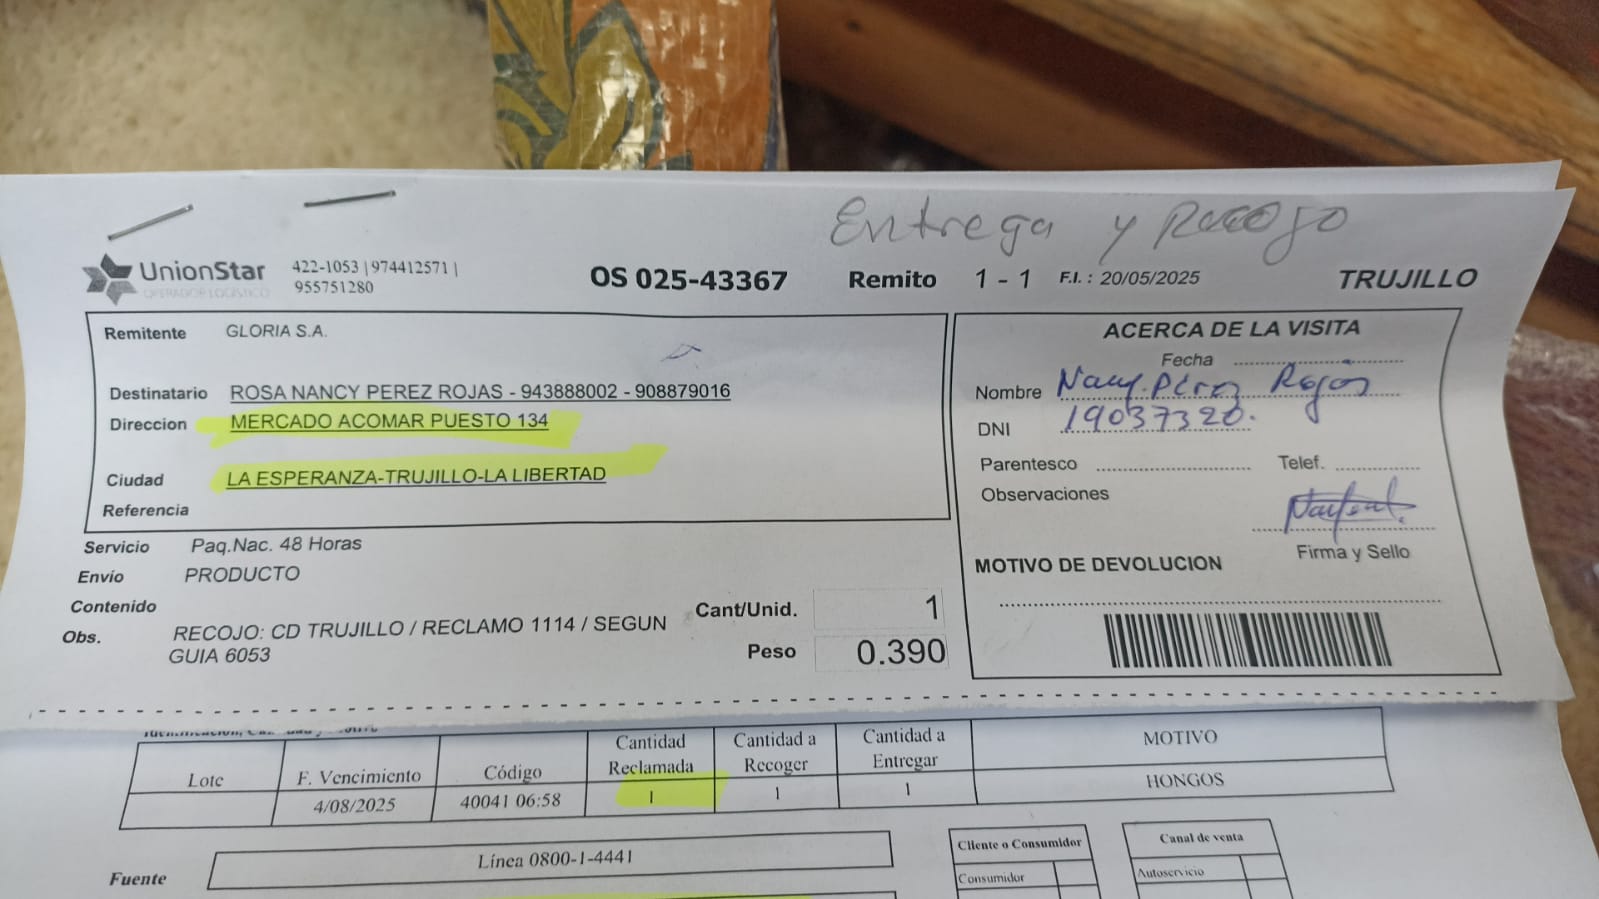 Entrega y Recojo
UnionStar
OPERADOR LOGISTICO
422-1053 | 974412571 |
955751280
OS 025-43367
Remito 1 - 1
F.I. : 20/05/2025
TRUJILLO
Remitente GLORIA S.A.
Destinatario ROSA NANCY PEREZ ROJAS - 943888002 - 908879016
Direccion MERCADO ACOMAR PUESTO 134
Ciudad LA ESPERANZA-TRUJILLO-LA LIBERTAD
Referencia
ACERCA DE LA VISITA
Fecha
Nombre Nancy Pérez Rojas
DNI 19037320.
Parentesco Telef.
Observaciones
Firma y Sello
MOTIVO DE DEVOLUCION
Servicio Paq.Nac. 48 Horas
Envío PRODUCTO
Contenido
Cant/Unid. 1
Obs. RECOJO: CD TRUJILLO / RECLAMO 1114 / SEGUN
GUIA 6053
Peso 0.390
Lote F. Vencimiento Código Cantidad Reclamada Cantidad a Recoger Cantidad a Entregar MOTIVO
4/08/2025 40041 06:58 1 1 1 HONGOS
Fuente Línea 0800-1-4441
Cliente o Consumidor
Consumidor
Canal de venta
Autoservicio